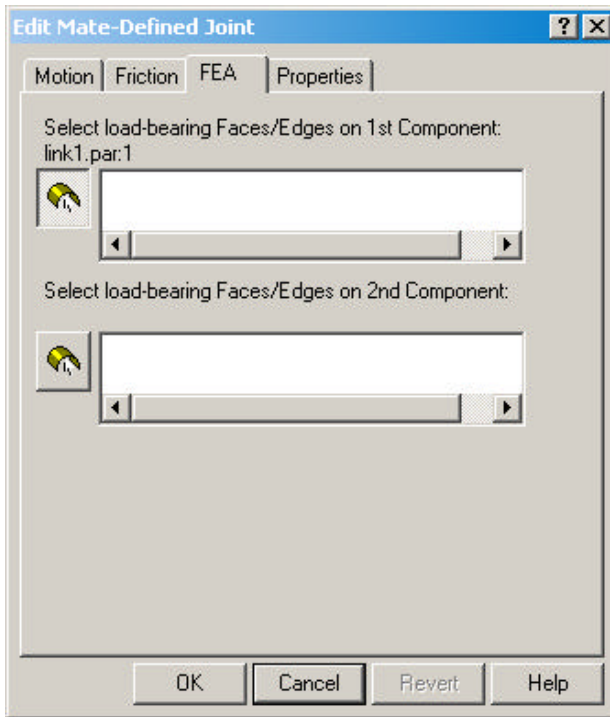 Edit Mate-Defined Joint
Motion Friction FEA Properties
Select load-bearing Faces/Edges on 1st Component:
link1.par:1
Select load-bearing Faces/Edges on 2nd Component:
OK Cancel Revert Help